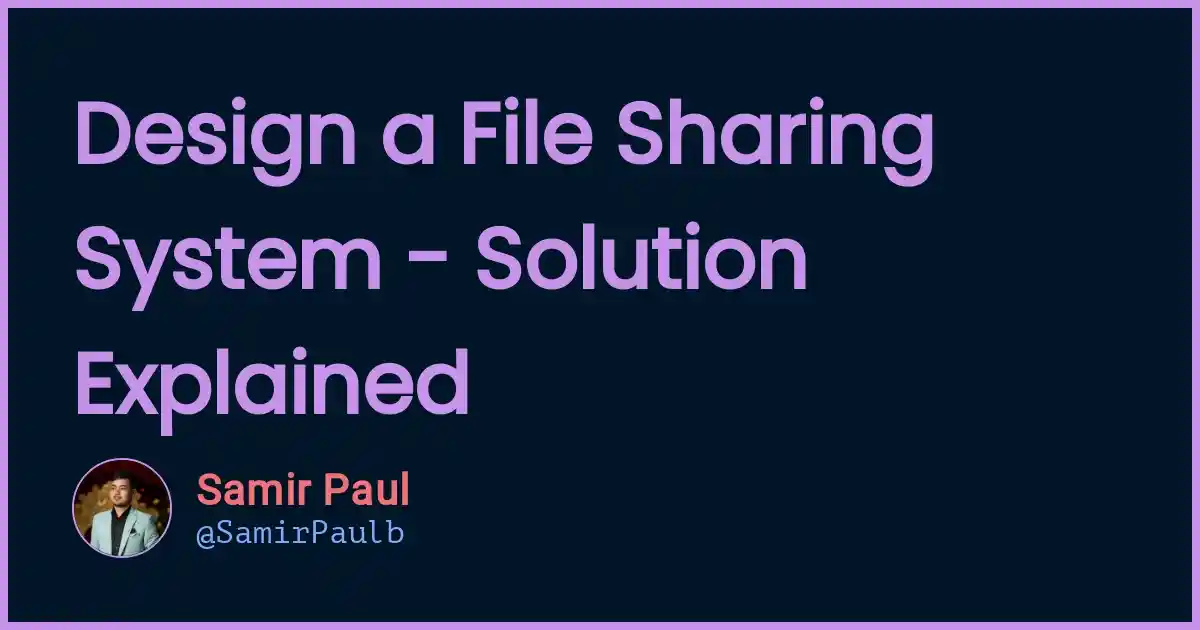 Design a File Sharing
System - Solution
Explained
Samir Paul
@SamirPaulb